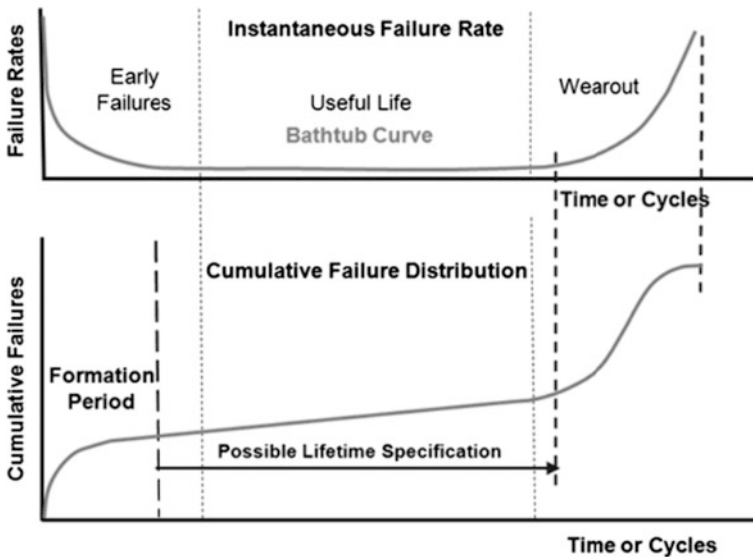 Failure Rates
Instantaneous Failure Rate
Early
Failures
Useful Life
Bathtub Curve
Wearout
Time or Cycles
Cumulative Failures
Cumulative Failure Distribution
Formation
Period
Possible Lifetime Specification
Time or Cycles